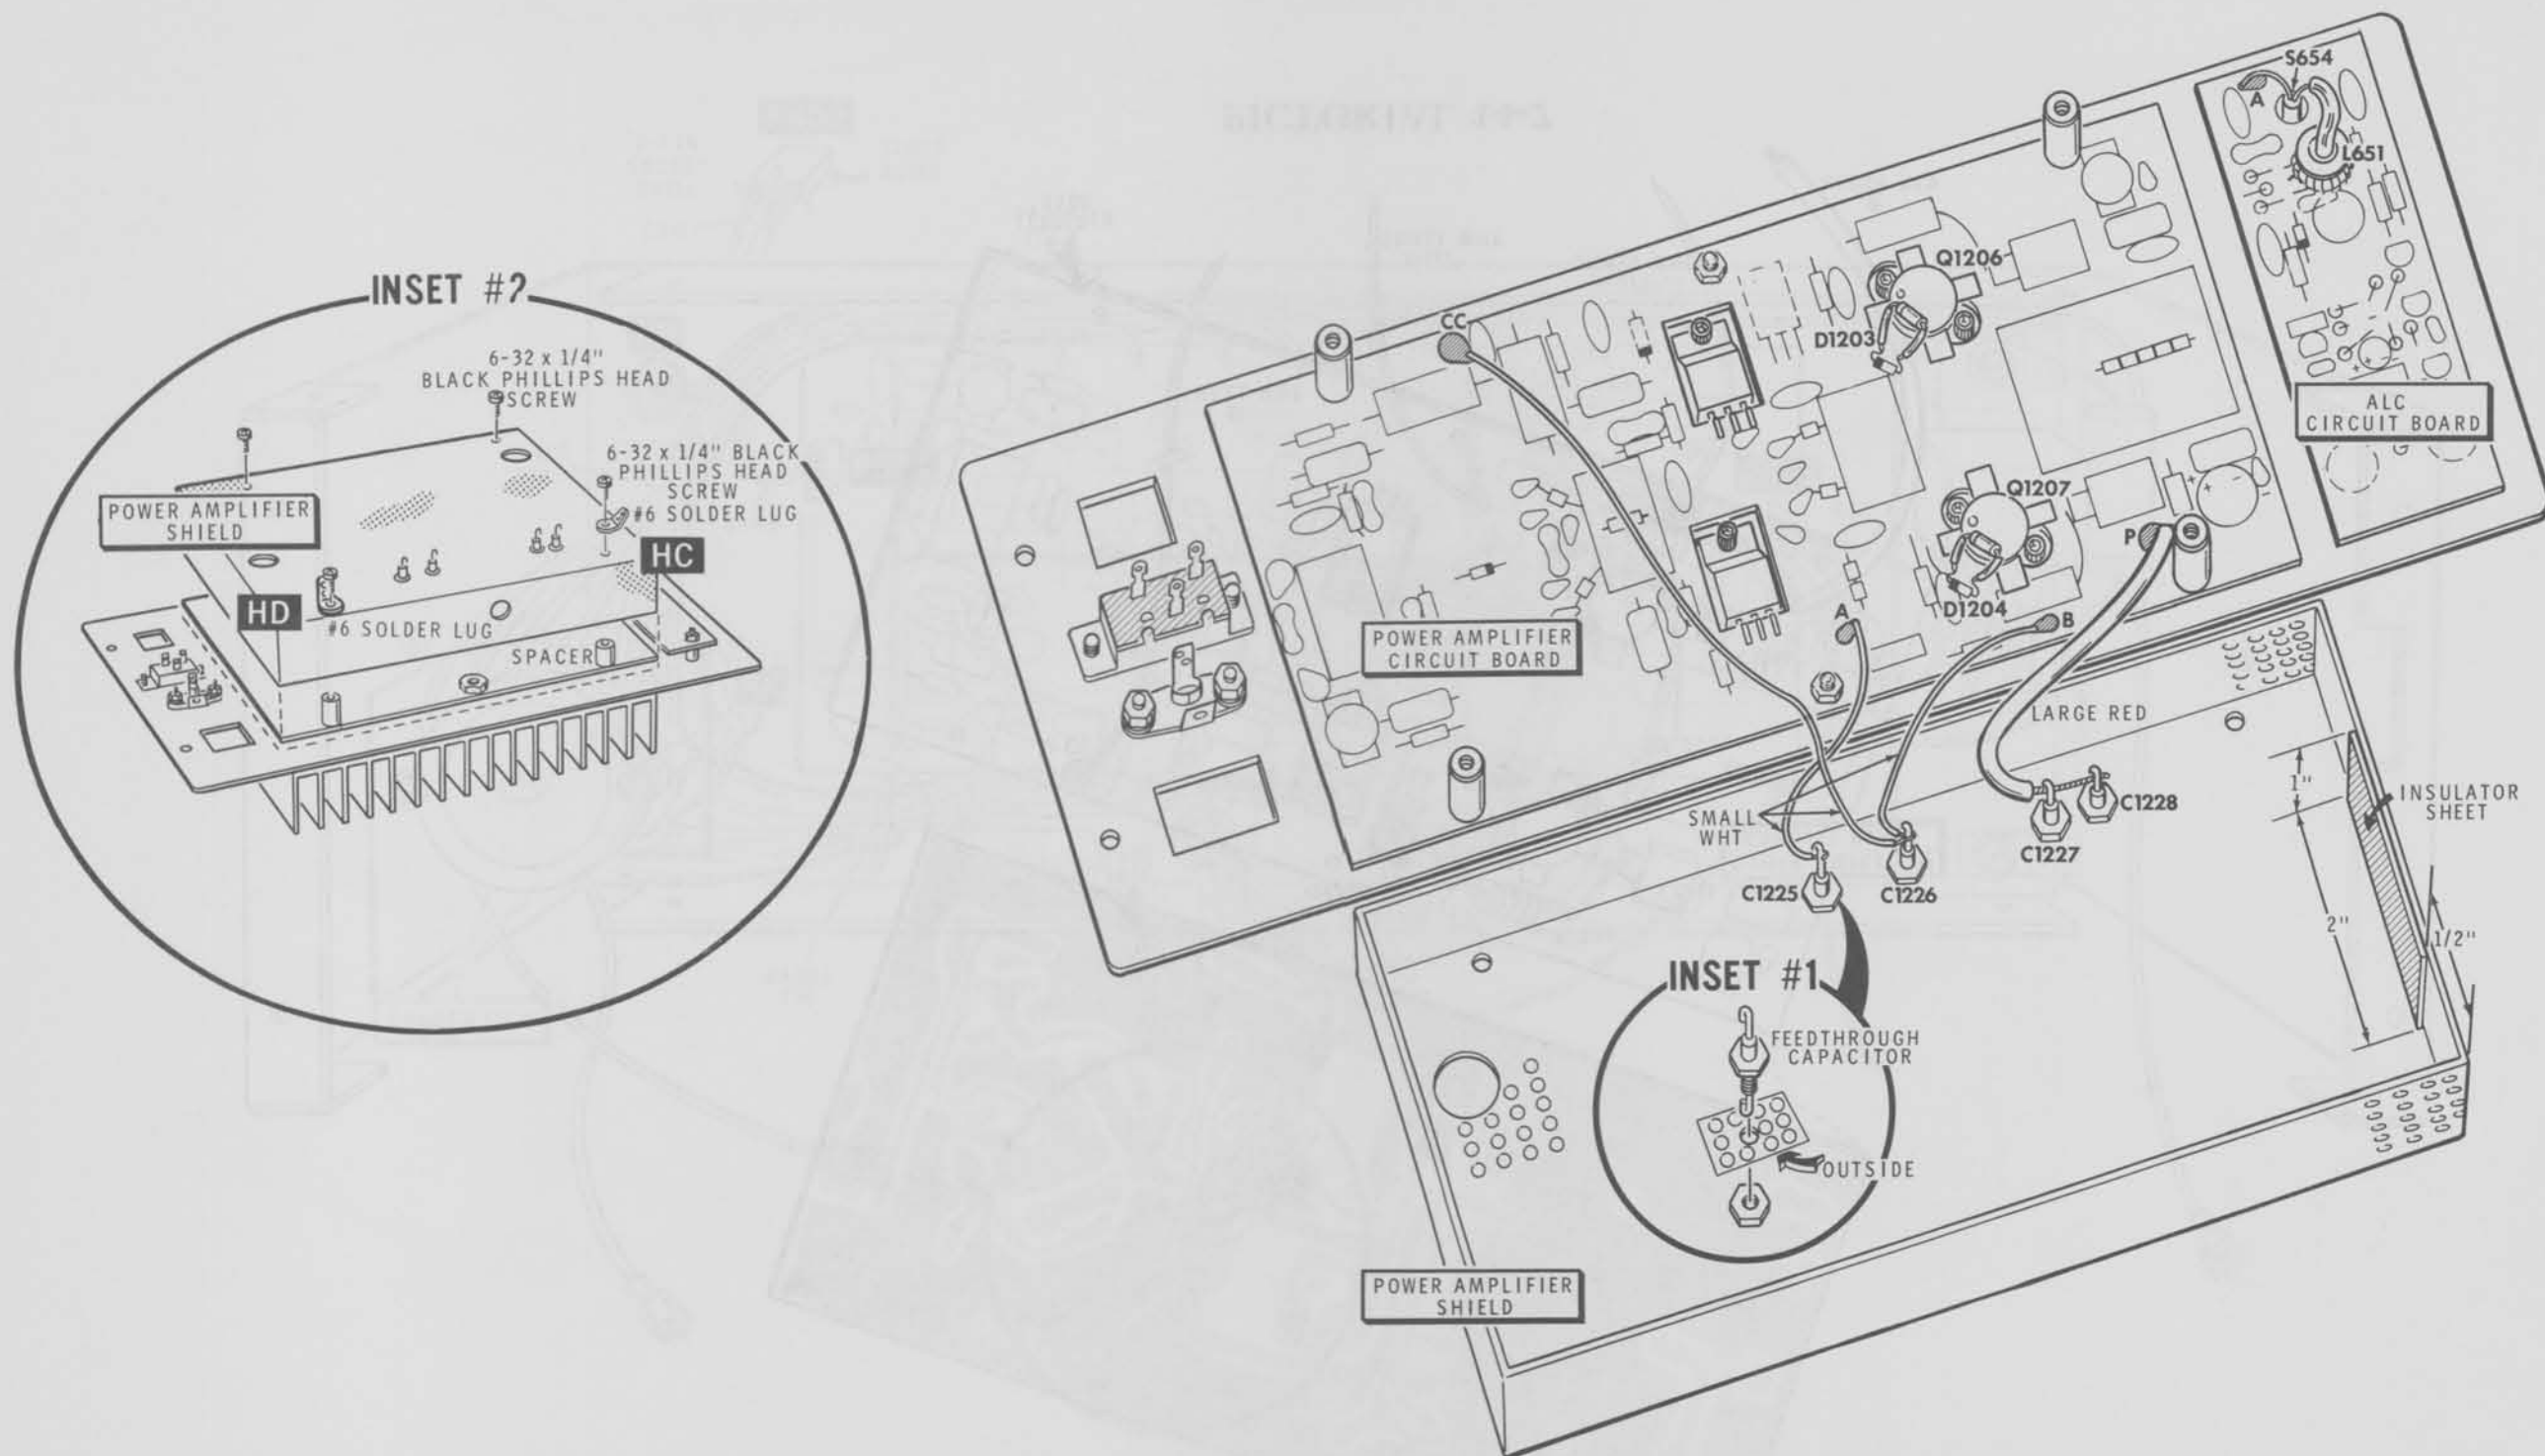 INSET #2
6-32 x 1/4"
BLACK PHILLIPS HEAD
SCREW
6-32 x 1/4" BLACK
PHILLIPS HEAD
SCREW
#6 SOLDER LUG
POWER AMPLIFIER
SHIELD
HC
HD
#6 SOLDER LUG
SPACER
S654
A
L651
ALC
CIRCUIT BOARD
G
Q1206
D1203
CC
Q1207
P
D1204
A
B
POWER AMPLIFIER
CIRCUIT BOARD
LARGE RED
SMALL
WHT
C1228
C1227
C1225
C1226
1"
INSULATOR
SHEET
2"
1/2"
INSET #1
FEEDTHROUGH
CAPACITOR
OUTSIDE
POWER AMPLIFIER
SHIELD